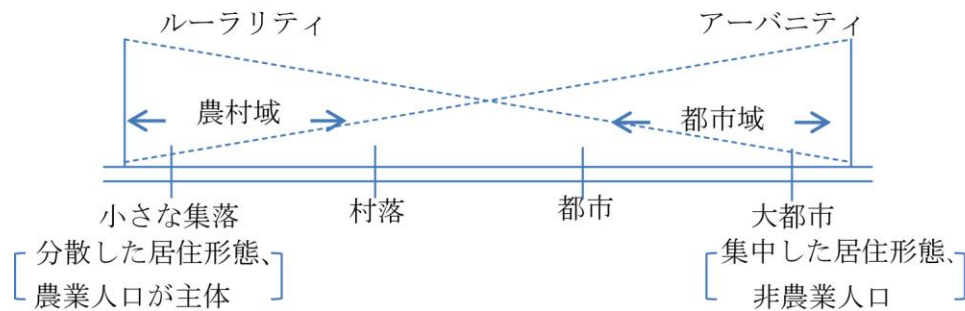 ルーラリティ
アーバニティ
農村域
都市域
小さな集落
村落
都市
大都市
分散した居住形態、
農業人口が主体
集中した居住形態、
非農業人口